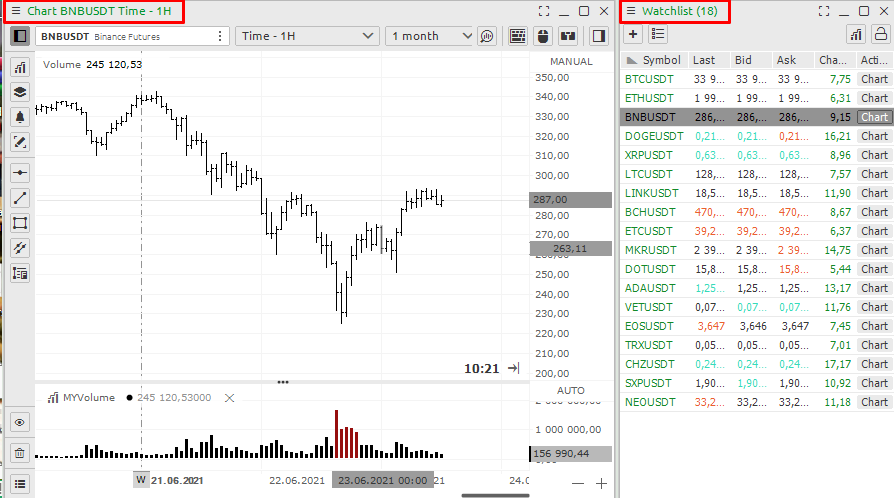 Chart BNBUSDT Time - 1H
BNBUSDT Binance Futures
Time - 1H
1 month
Volume 245 120,53
MANUAL
350,00
340,00
330,00
320,00
310,00
300,00
287,00
280,00
270,00
263,11
250,00
240,00
230,00
220,00
210,00
200,00
10:21
MYVolume 245 120,53000
AUTO
1 000 000,00
156 990,44
W 21.06.2021 22.06.2021 23.06.2021 00:00 21 24.0
Watchlist (18)
Symbol Last Bid Ask Cha... Acti...
BTCUSDT 33 9... 33 9... 33 9... 7,75 Chart
ETHUSDT 1 99... 1 99... 1 99... 6,31 Chart
BNBUSDT 286,... 286,... 286,... 9,15 Chart
DOGEUSDT 0,21... 0,21... 0,21... 16,21 Chart
XRPUSDT 0,63... 0,63... 0,63... 8,96 Chart
LTCUSDT 128,... 128,... 128,... 7,57 Chart
LINKUSDT 18,5... 18,5... 18,5... 11,90 Chart
BCHUSDT 470,... 470,... 470,... 8,67 Chart
ETCUSDT 39,2... 39,2... 39,2... 6,37 Chart
MKRUSDT 2 39... 2 39... 2 39... 14,75 Chart
DOTUSDT 15,8... 15,8... 15,8... 5,44 Chart
ADAUSDT 1,25... 1,25... 1,25... 13,17 Chart
VETUSDT 0,07... 0,07... 0,07... 11,76 Chart
EOSUSDT 3,647 3,646 3,647 7,45 Chart
TRXUSDT 0,05... 0,05... 0,05... 7,01 Chart
CHZUSDT 0,24... 0,24... 0,24... 17,17 Chart
SXPUSDT 1,90... 1,90... 1,90... 10,92 Chart
NEOUSDT 33,2... 33,2... 33,2... 11,18 Chart